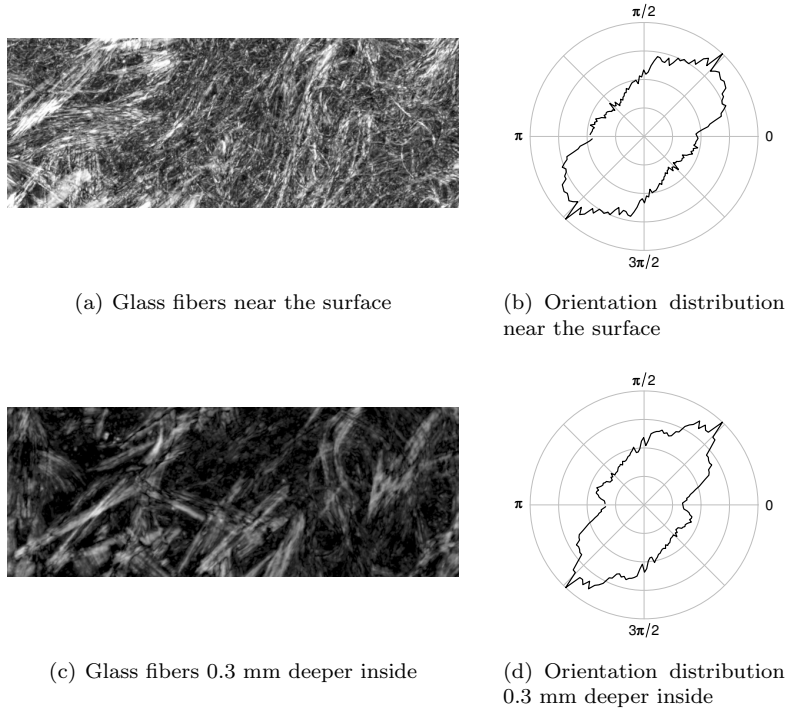 π/2
π
0
3π/2
(a) Glass fibers near the surface
(b) Orientation distribution
near the surface
π/2
π
0
3π/2
(c) Glass fibers 0.3 mm deeper inside
(d) Orientation distribution
0.3 mm deeper inside